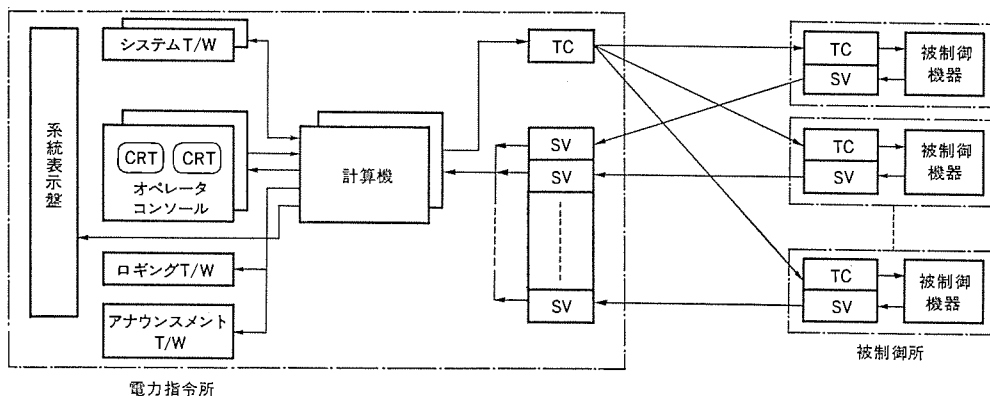 システムT/W
系統表示盤
CRT
CRT
オペレータ
コンソール
ロギングT/W
アナウンスメント
T/W
計算機
TC
SV
SV
SV
電力指令所
TC
SV
被制御
機器
TC
SV
被制御
機器
TC
SV
被制御
機器
被制御所